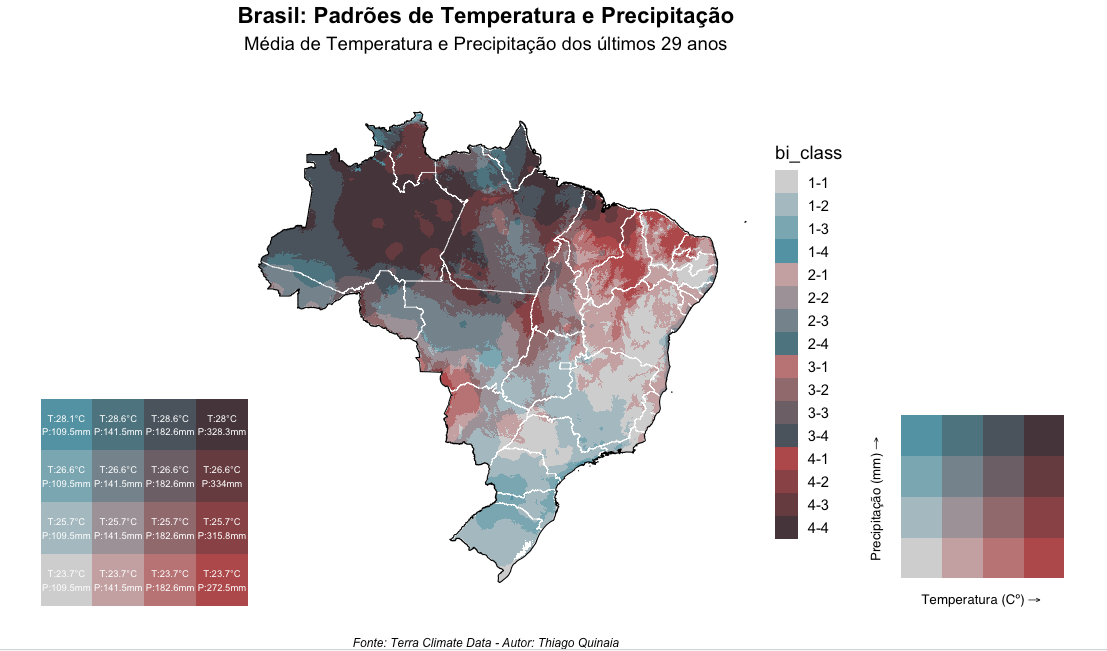 Brasil: Padrões de Temperatura e Precipitação
Média de Temperatura e Precipitação dos últimos 29 anos
bi_class
1-1
1-2
1-3
1-4
2-1
2-2
2-3
2-4
3-1
3-2
3-3
3-4
4-1
4-2
4-3
4-4
T:28.1°C T:28.6°C T:28.6°C T:28°C
P:109.5mm P:141.5mm P:182.6mm P:328.3mm
T:26.6°C T:26.6°C T:26.6°C T:26.6°C
P:109.5mm P:141.5mm P:182.6mm P:334mm
T:25.7°C T:25.7°C T:25.7°C T:25.7°C
P:109.5mm P:141.5mm P:182.6mm P:315.8mm
T:23.7°C T:23.7°C T:23.7°C T:23.7°C
P:109.5mm P:141.5mm P:182.6mm P:272.5mm
Precipitação (mm) →
Temperatura (Cº) →
Fonte: Terra Climate Data - Autor: Thiago Quinaia